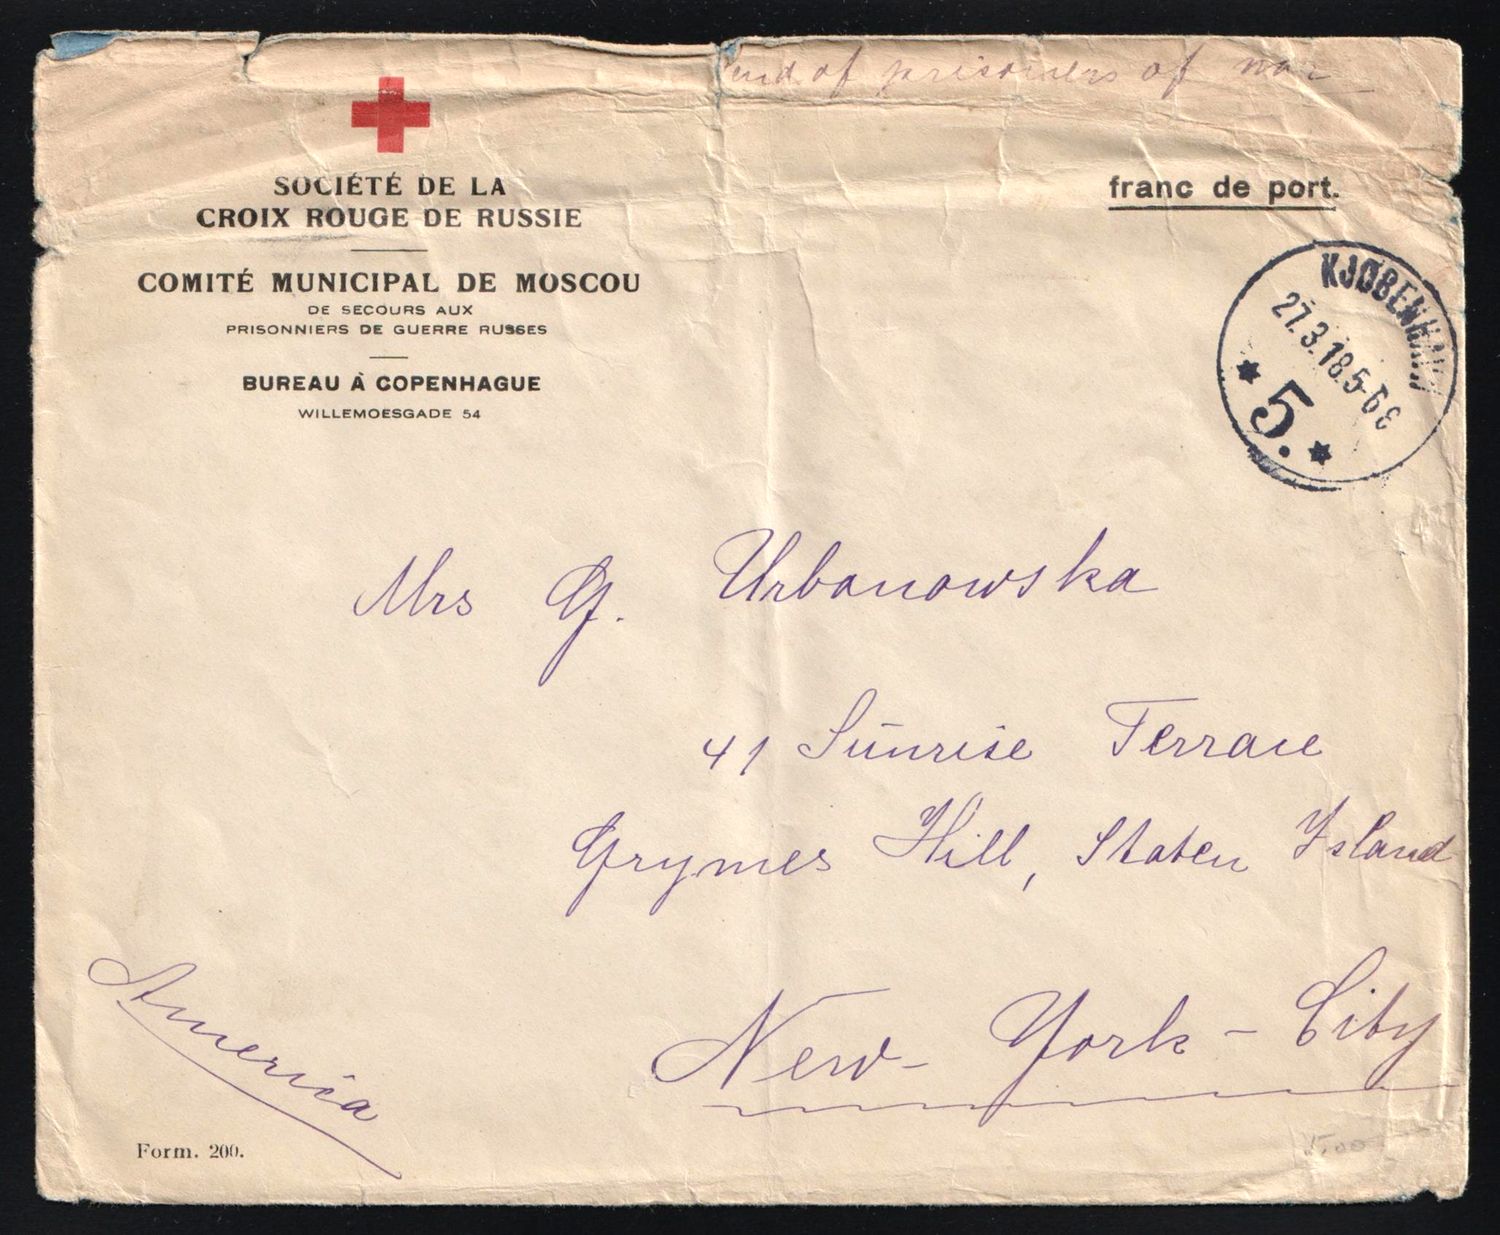 end of prisoners of war
SOCIÉTÉ DE LA
CROIX ROUGE DE RUSSIE
COMITÉ MUNICIPAL DE MOSCOU
DE SECOURS AUX
PRISONNIERS DE GUERRE RUSSES
BUREAU À COPENHAGUE
WILLEMOESGADE 54
franc de port.
KJØBENHAVN
27.3.18.5-6 E
* 5. *
Mrs G. Urbanowska
41 Sunrise Terrace
Grymes Hill, Staten Island
New-York-City
America
Form. 200.